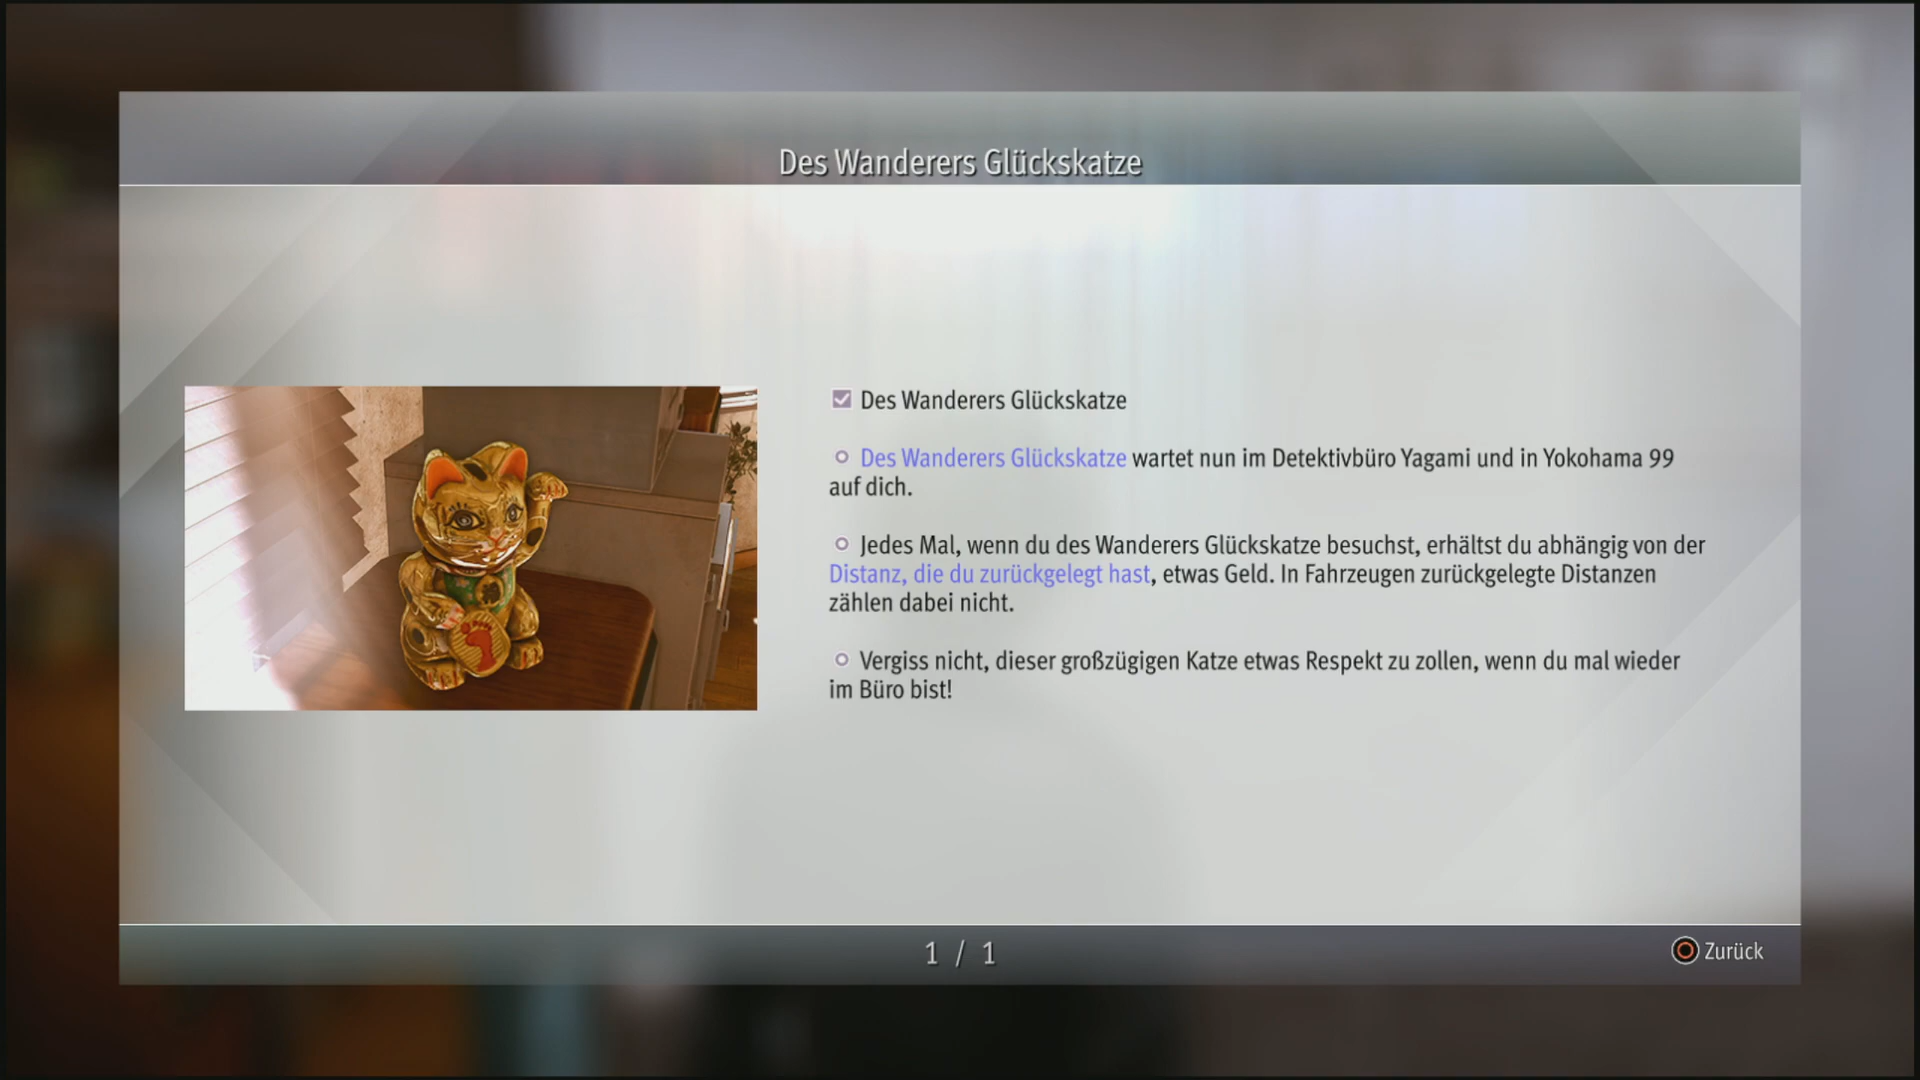 Des Wanderers Glückskatze
Des Wanderers Glückskatze
Des Wanderers Glückskatze wartet nun im Detektivbüro Yagami und in Yokohama 99
auf dich.
Jedes Mal, wenn du des Wanderers Glückskatze besuchst, erhältst du abhängig von der
Distanz, die du zurückgelegt hast, etwas Geld. In Fahrzeugen zurückgelegte Distanzen
zählen dabei nicht.
Vergiss nicht, dieser großzügigen Katze etwas Respekt zu zollen, wenn du mal wieder
im Büro bist!
1 / 1
Zurück